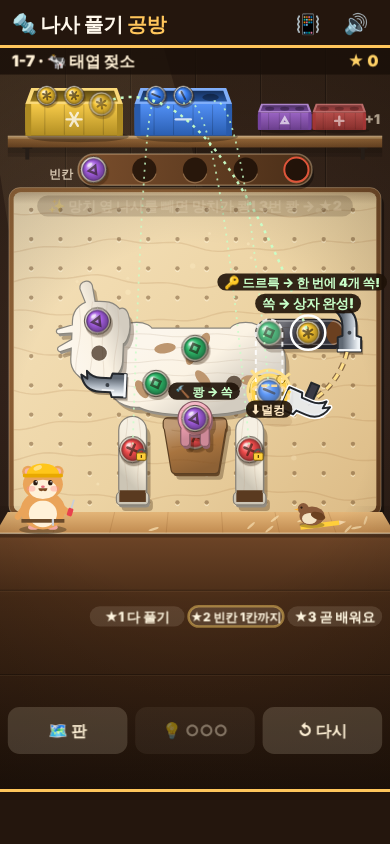 나사 풀기 공방
1-7 · 🐄 태엽 젖소
★ 0
+1
빈칸
🔑 드르륵 → 한 번에 4개 쏙!
쏙 → 상자 완성!
🔨 쾅 → 쏙
⬇덜컹
★1 다 풀기
★2 빈칸 1칸까지
★3 곧 배워요
🗺️ 판
💡 ○○○
↺ 다시